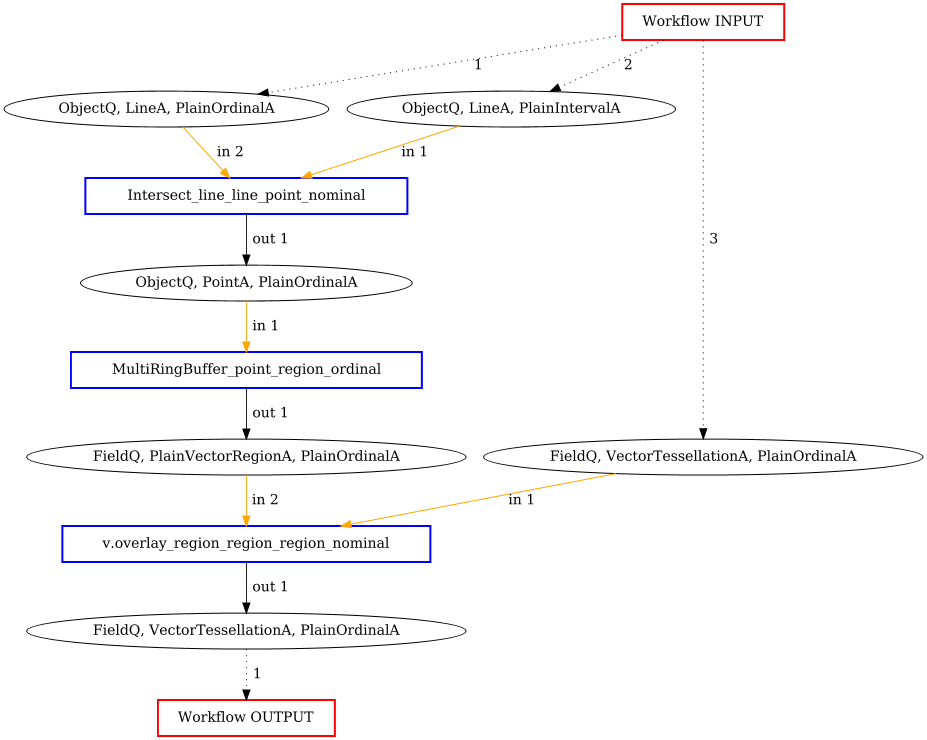 Workflow INPUT
1
2
ObjectQ, LineA, PlainOrdinalA
ObjectQ, LineA, PlainIntervalA
in 2
in 1
Intersect_line_line_point_nominal
out 1
3
ObjectQ, PointA, PlainOrdinalA
in 1
MultiRingBuffer_point_region_ordinal
out 1
FieldQ, PlainVectorRegionA, PlainOrdinalA
FieldQ, VectorTessellationA, PlainOrdinalA
in 2
in 1
v.overlay_region_region_region_nominal
out 1
FieldQ, VectorTessellationA, PlainOrdinalA
1
Workflow OUTPUT